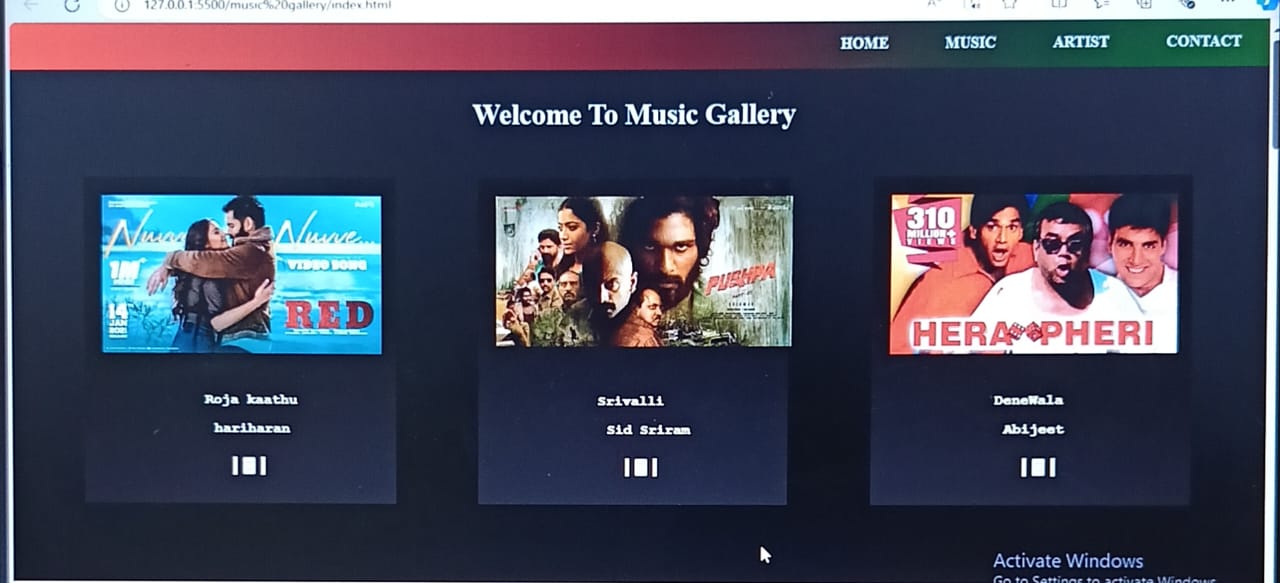 127.0.0.1:5500/music%20gallery/index.html
HOME MUSIC ARTIST CONTACT
Welcome To Music Gallery
Nuvve Nuvve...
1M
VIDEO SONG
14
JAN
2021
RED
PUSHPA
310
MILLION+
VIEWS
HERA PHERI
Roja kaathu
hariharan
Srivalli
Sid Sriram
DeneWala
Abijeet
Activate Windows
Go to Settings to activate Windows.